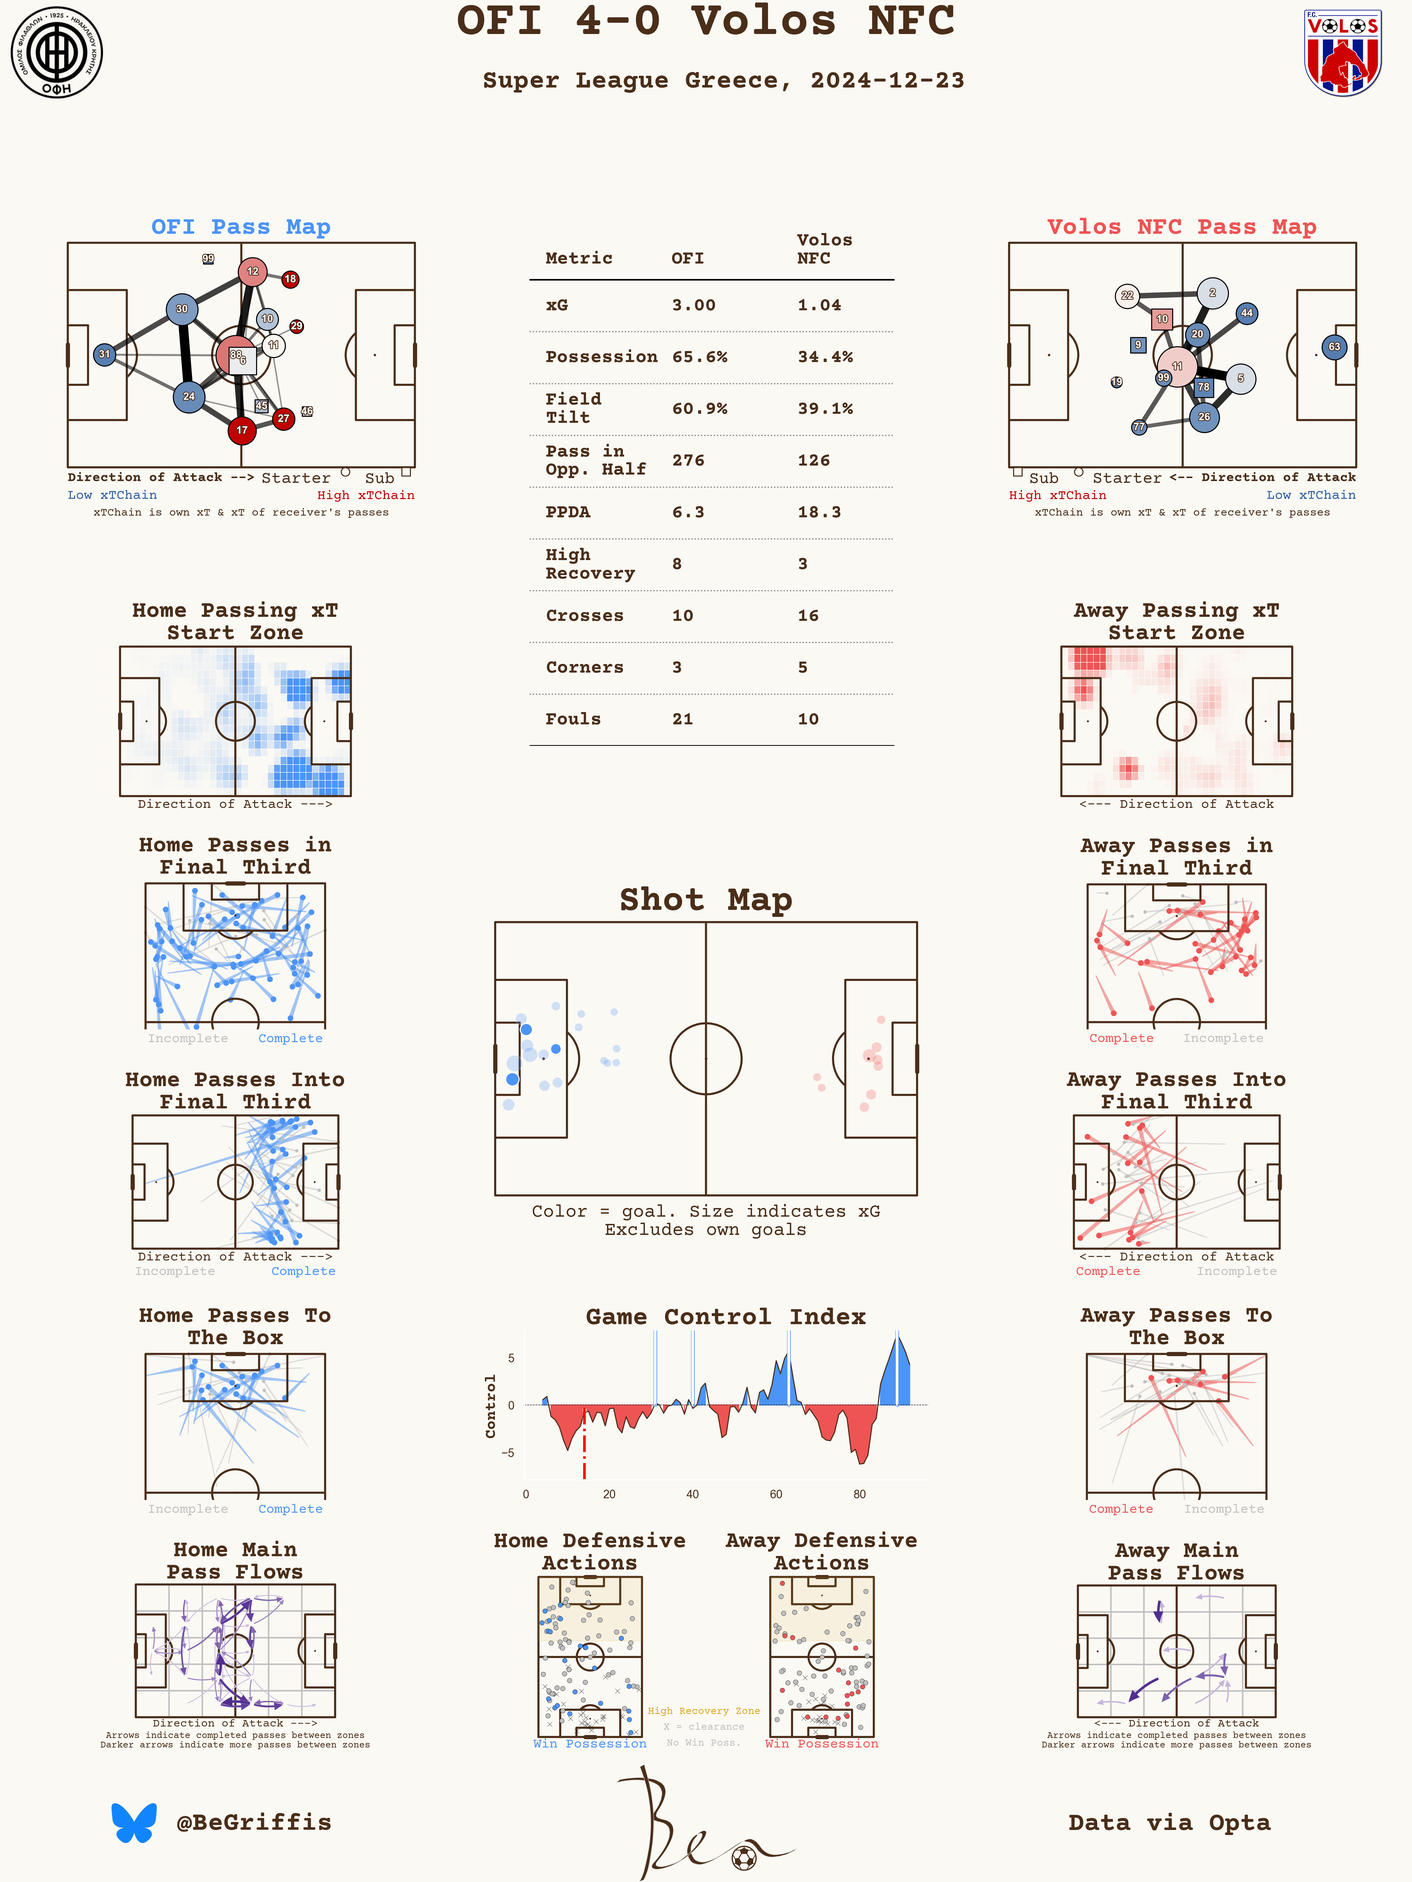 OFI 4-0 Volos NFC
Super League Greece, 2024-12-23
ΟΜΙΛΟΣ ΦΙΛΑΘΛΩΝ • 1925 • ΗΡΑΚΛΕΙΟΥ ΚΡΗΤΗΣ
ΟΦΗ
F.C.
VOLOS
OFI Pass Map
99
12
18
30
10
29
11
31
88
6
24
45
46
27
17
Direction of Attack --> Starter Sub
Low xTChain High xTChain
xTChain is own xT & xT of receiver's passes
Metric OFI Volos NFC
xG 3.00 1.04
Possession 65.6% 34.4%
Field Tilt 60.9% 39.1%
Pass in Opp. Half 276 126
PPDA 6.3 18.3
High Recovery 8 3
Crosses 10 16
Corners 3 5
Fouls 21 10
Volos NFC Pass Map
22
2
44
10
20
9
63
11
19
99
78
5
26
77
Sub Starter <-- Direction of Attack
High xTChain Low xTChain
xTChain is own xT & xT of receiver's passes
Home Passing xT
Start Zone
Direction of Attack --->
Away Passing xT
Start Zone
<--- Direction of Attack
Home Passes in
Final Third
Incomplete Complete
Away Passes in
Final Third
Complete Incomplete
Shot Map
Color = goal. Size indicates xG
Excludes own goals
Home Passes Into
Final Third
Direction of Attack --->
Incomplete Complete
Away Passes Into
Final Third
<--- Direction of Attack
Complete Incomplete
Home Passes To
The Box
Incomplete Complete
Game Control Index
Control
5
0
−5
0 20 40 60 80
Away Passes To
The Box
Complete Incomplete
Home Main
Pass Flows
Direction of Attack --->
Arrows indicate completed passes between zones
Darker arrows indicate more passes between zones
Home Defensive
Actions
Win Possession
High Recovery Zone
X = clearance
No Win Poss.
Away Defensive
Actions
Win Possession
Away Main
Pass Flows
<--- Direction of Attack
Arrows indicate completed passes between zones
Darker arrows indicate more passes between zones
@BeGriffis
Ben
Data via Opta